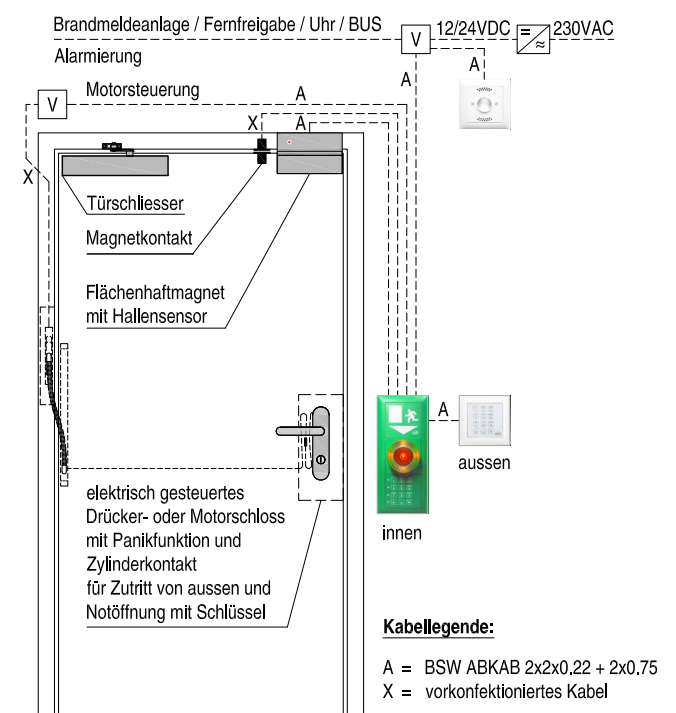 Brandmeldeanlage / Fernfreigabe / Uhr / BUS
V
12/24VDC
230VAC
Alarmierung
A
A
V
Motorsteuerung
A
X
A
X
Türschliesser
Magnetkontakt
Flächenhaftmagnet
mit Hallensensor
A
aussen
innen
elektrisch gesteuertes
Drücker- oder Motorschloss
mit Panikfunktion und
Zylinderkontakt
für Zutritt von aussen und
Notöffnung mit Schlüssel
Kabellegende:
A = BSW ABKAB 2x2x0.22 + 2x0.75
X = vorkonfektioniertes Kabel